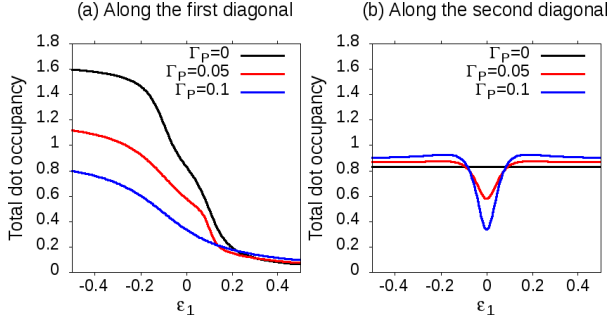 (a) Along the first diagonal
Total dot occupancy
1.8
1.6
1.4
1.2
1
0.8
0.6
0.4
0.2
0
-0.4
-0.2
0
0.2
0.4
ε1
ΓP=0
ΓP=0.05
ΓP=0.1
(b) Along the second diagonal
Total dot occupancy
1.8
1.6
1.4
1.2
1
0.8
0.6
0.4
0.2
0
-0.4
-0.2
0
0.2
0.4
ε1
ΓP=0
ΓP=0.05
ΓP=0.1